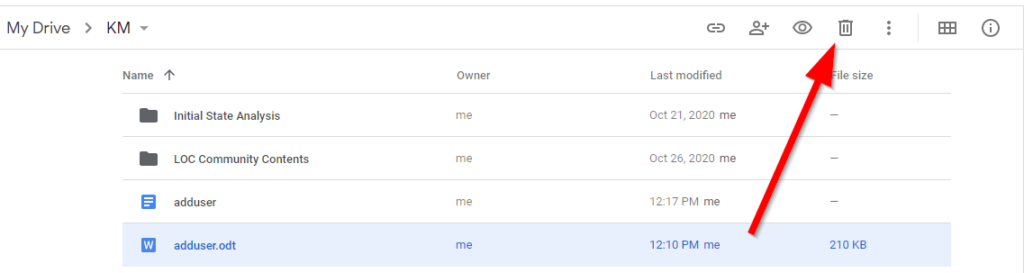 My Drive > KM
Name Owner Last modified File size
Initial State Analysis me Oct 21, 2020 me –
LOC Community Contents me Oct 26, 2020 me –
adduser me 12:17 PM me –
W adduser.odt me 12:10 PM me 210 KB